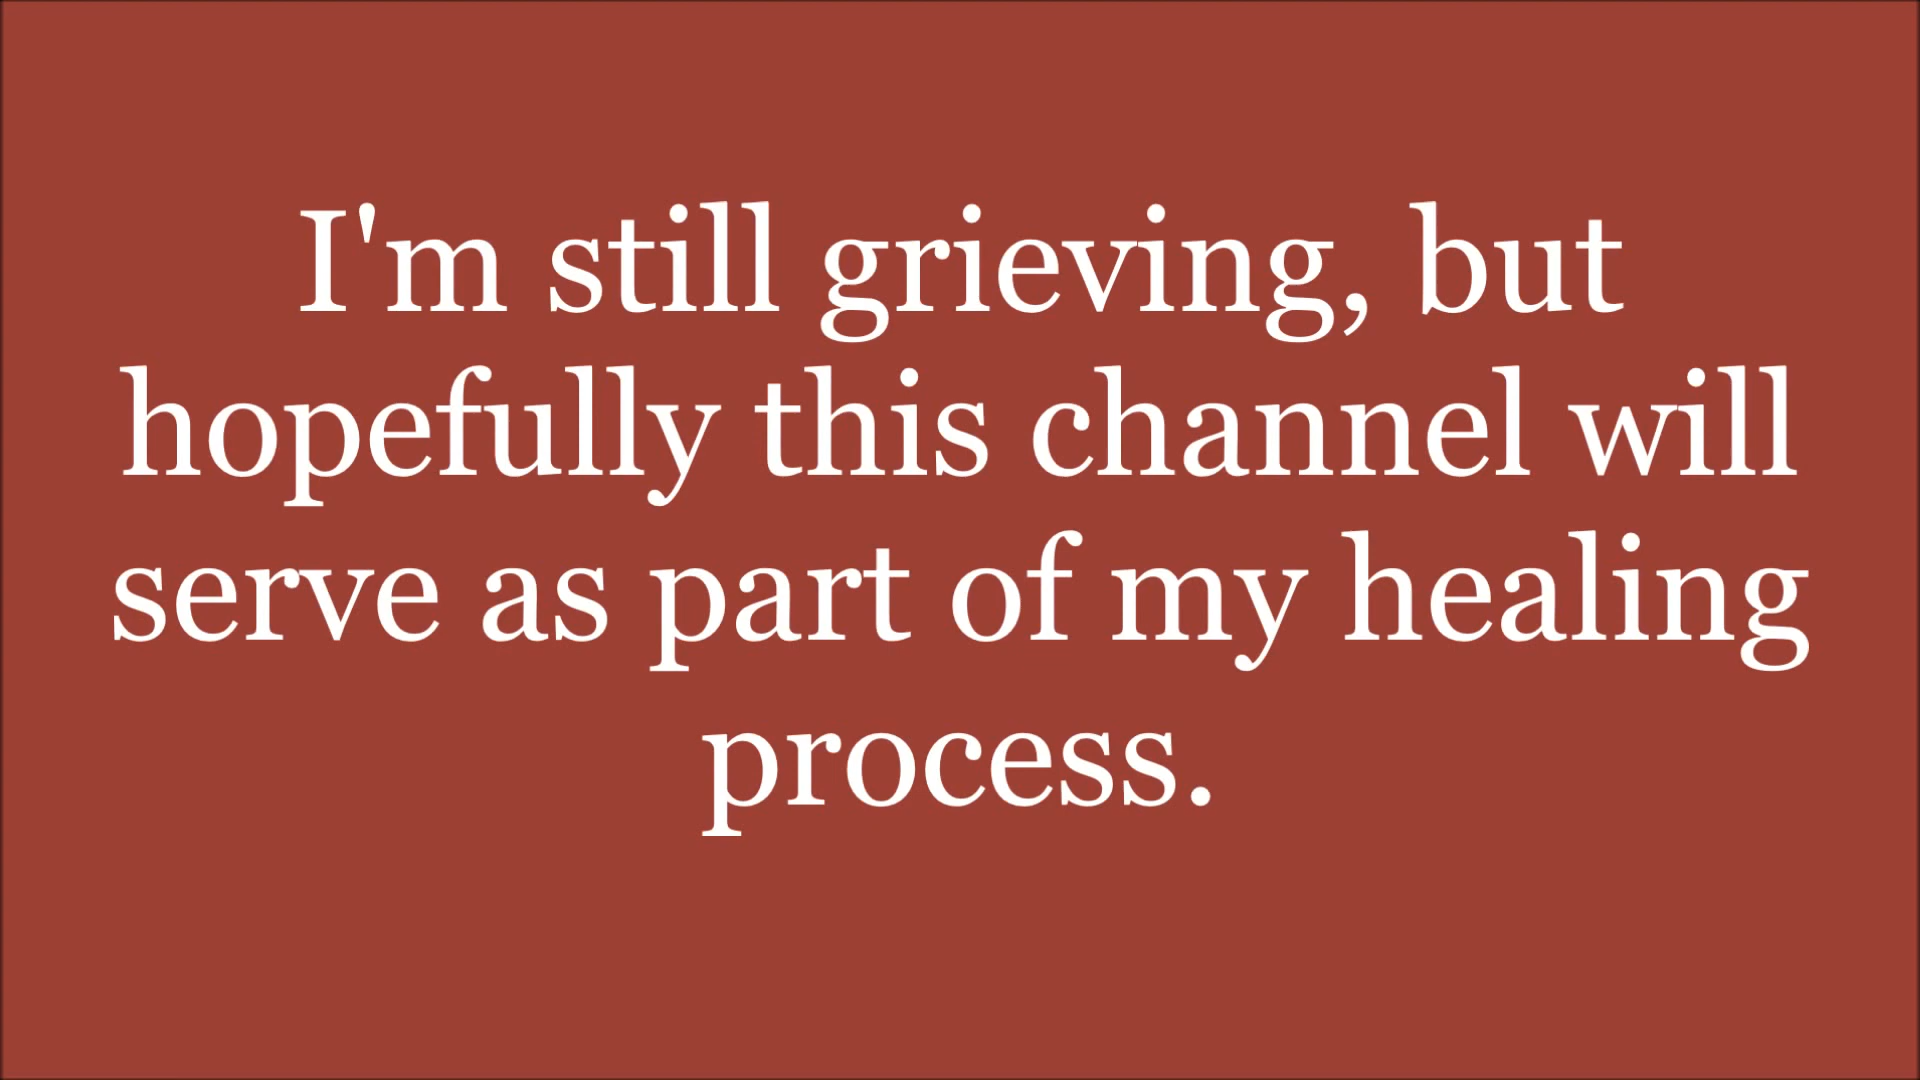 I'm still grieving, but
hopefully this channel will
serve as part of my healing
process.